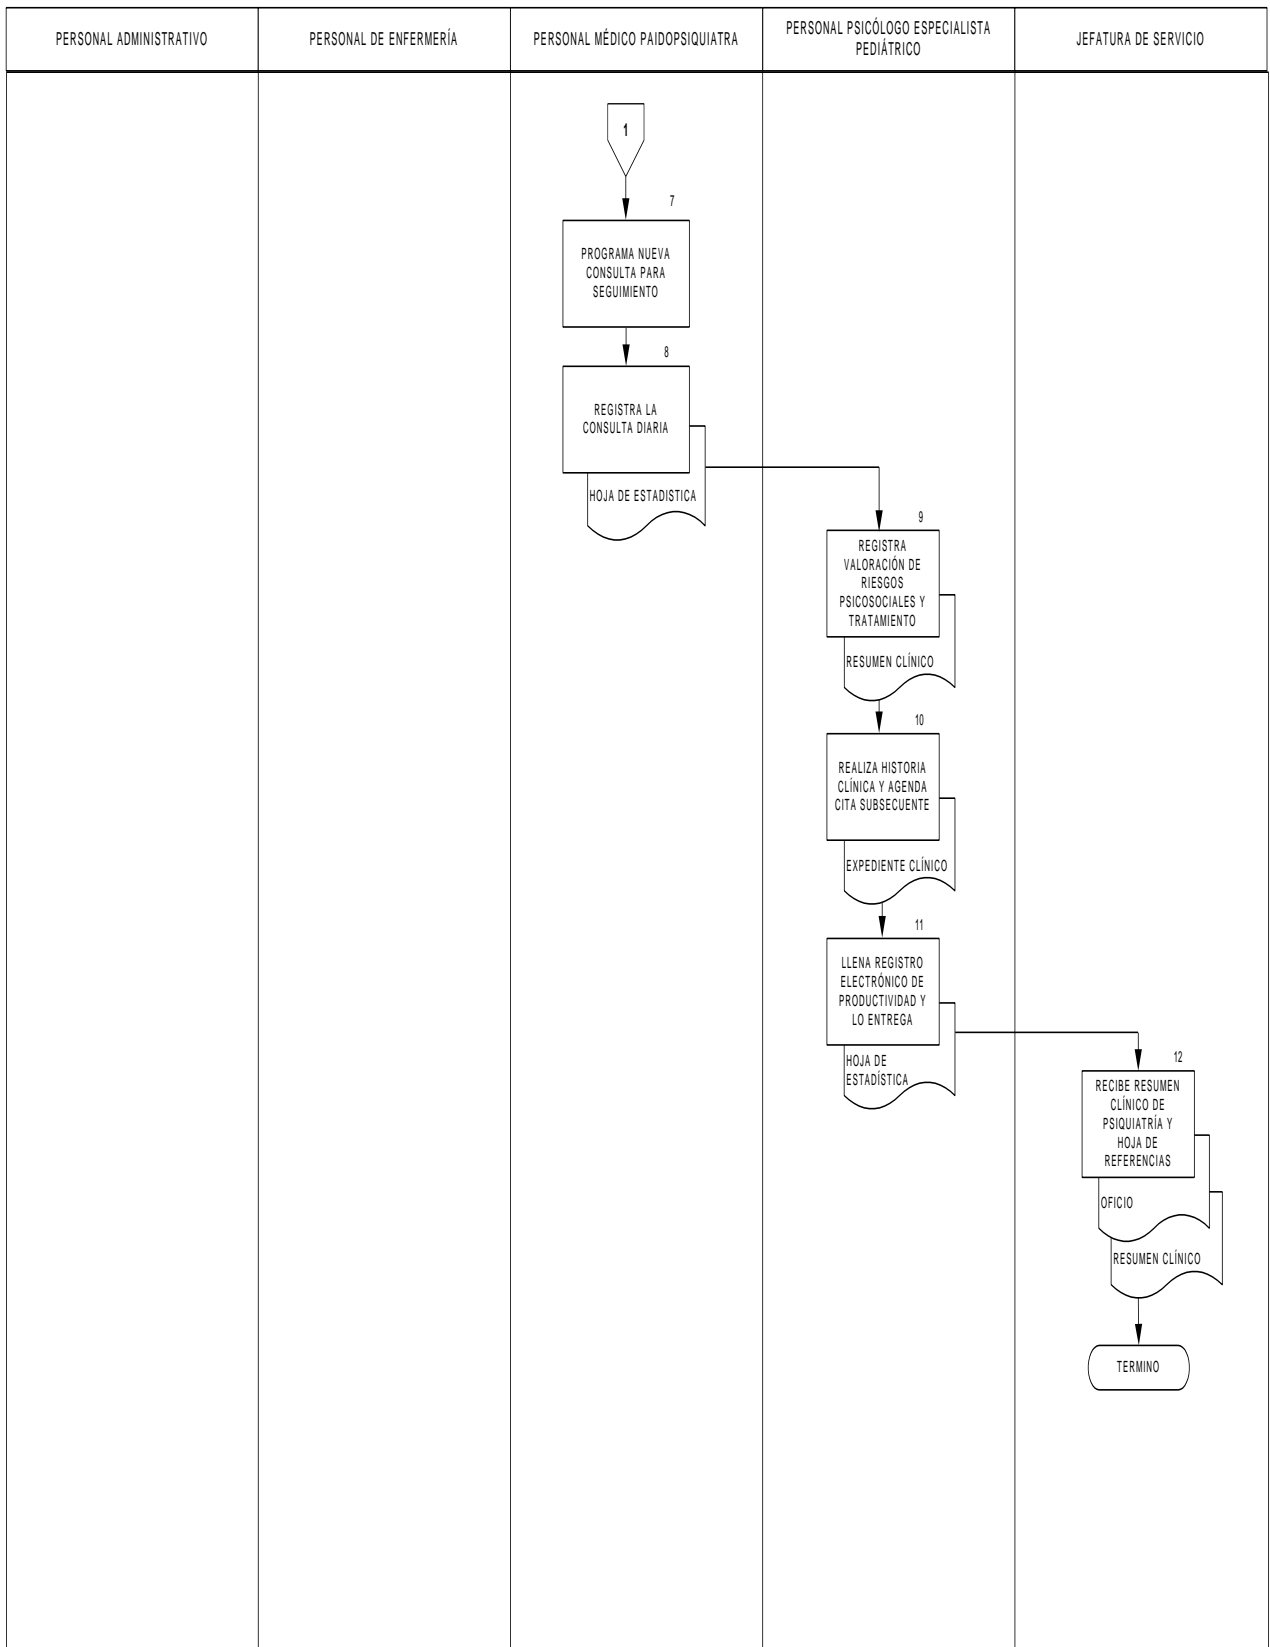 PERSONAL ADMINISTRATIVO
PERSONAL DE ENFERMERÍA
PERSONAL MÉDICO PAIDOPSIQUIATRA
PERSONAL PSICÓLOGO ESPECIALISTA
PEDIÁTRICO
JEFATURA DE SERVICIO
1
7
PROGRAMA NUEVA
CONSULTA PARA
SEGUIMIENTO
8
REGISTRA LA
CONSULTA DIARIA
HOJA DE ESTADISTICA
9
REGISTRA
VALORACIÓN DE
RIESGOS
PSICOSOCIALES Y
TRATAMIENTO
RESUMEN CLÍNICO
10
REALIZA HISTORIA
CLÍNICA Y AGENDA
CITA SUBSECUENTE
EXPEDIENTE CLÍNICO
11
LLENA REGISTRO
ELECTRÓNICO DE
PRODUCTIVIDAD Y
LO ENTREGA
HOJA DE
ESTADÍSTICA
12
RECIBE RESUMEN
CLÍNICO DE
PSIQUIATRÍA Y
HOJA DE
REFERENCIAS
OFICIO
RESUMEN CLÍNICO
TERMINO